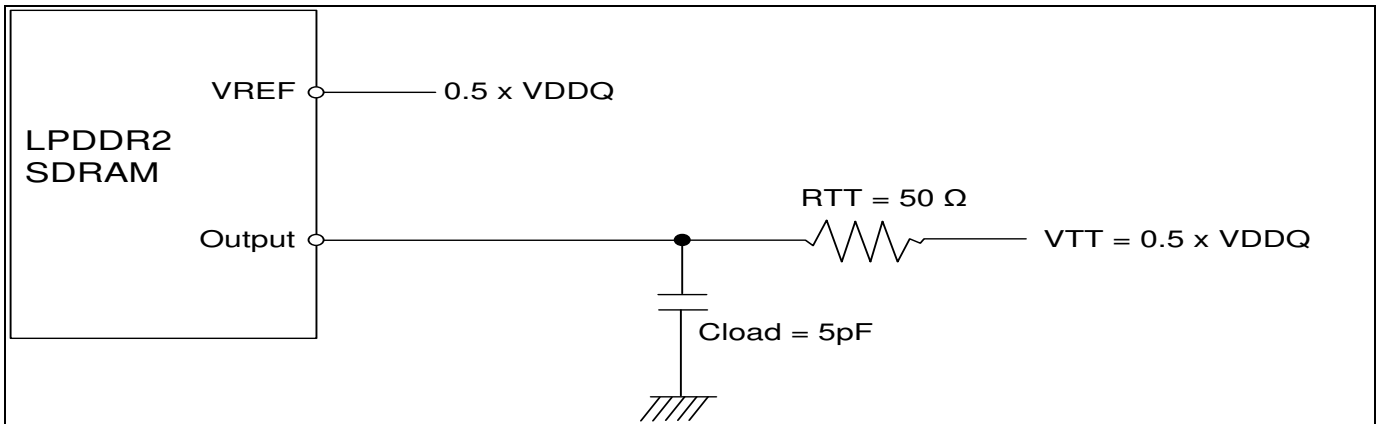 VREF
0.5 x VDDQ
LPDDR2
SDRAM
RTT = 50 Ω
Output
VTT = 0.5 x VDDQ
Cload = 5pF